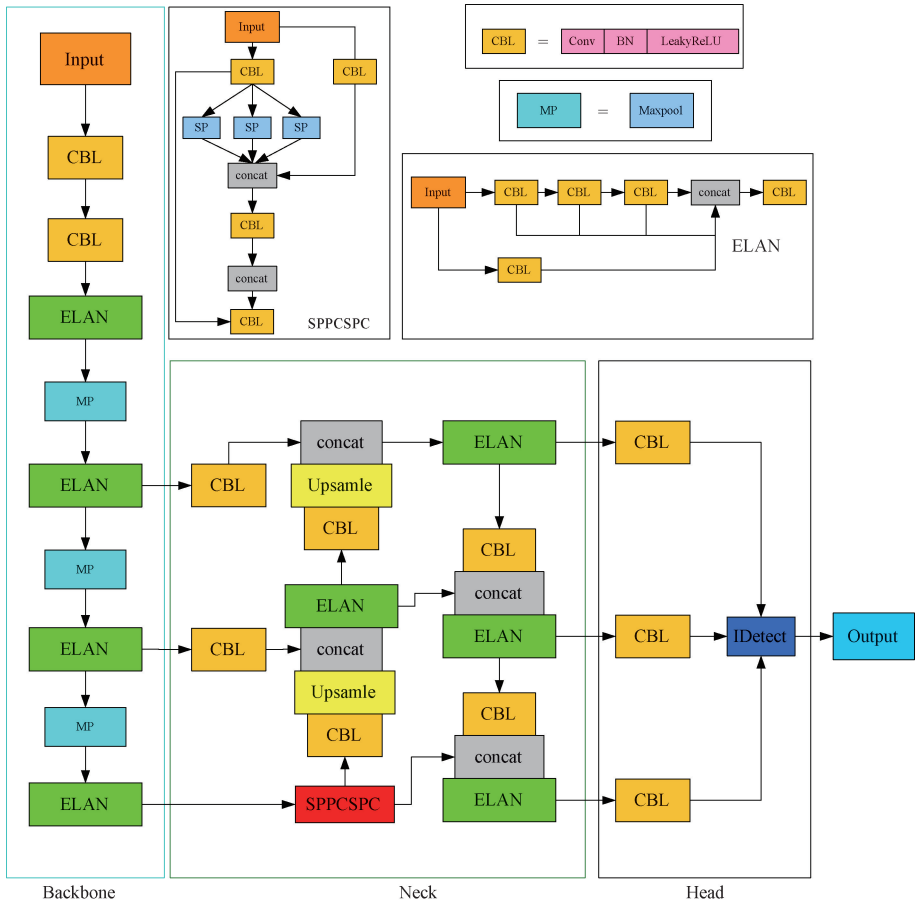 Input
CBL
CBL
ELAN
MP
ELAN
MP
ELAN
MP
ELAN
Backbone
Input
CBL
CBL
SP
SP
SP
concat
CBL
concat
CBL
SPPCSPC
CBL
=
Conv
BN
LeakyReLU
MP
=
Maxpool
Input
CBL
CBL
CBL
concat
CBL
ELAN
CBL
CBL
concat
Upsamle
CBL
ELAN
CBL
concat
Upsamle
CBL
SPPCSPC
ELAN
CBL
concat
ELAN
CBL
concat
ELAN
Neck
CBL
CBL
IDetect
CBL
Head
Output